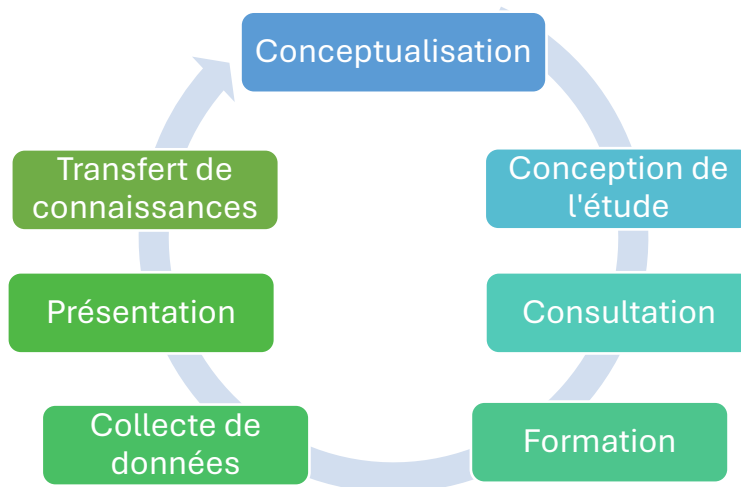 Conceptualisation
Conception de
l'étude
Consultation
Formation
Collecte de
données
Présentation
Transfert de
connaissances